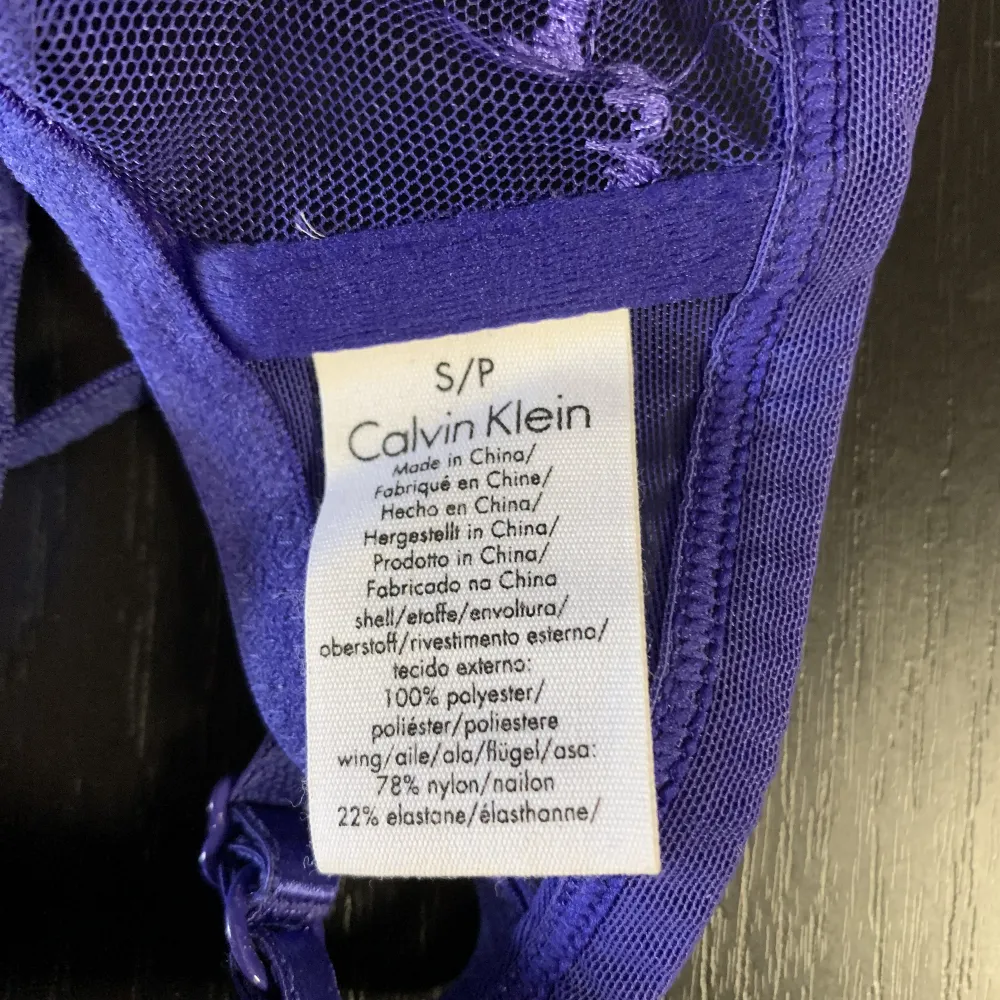 S/P
Calvin Klein
Made in China/
Fabriqué en Chine/
Hecho en China/
Hergestellt in China/
Prodotto in China/
Fabricado na China
shell/etoffe/envoltura/
oberstoff/rivestimento esterno/
tecido externo:
100% polyester/
poliéster/poliestere
wing/aile/ala/flügel/asa:
78% nylon/nailon
22% elastane/élasthanne/